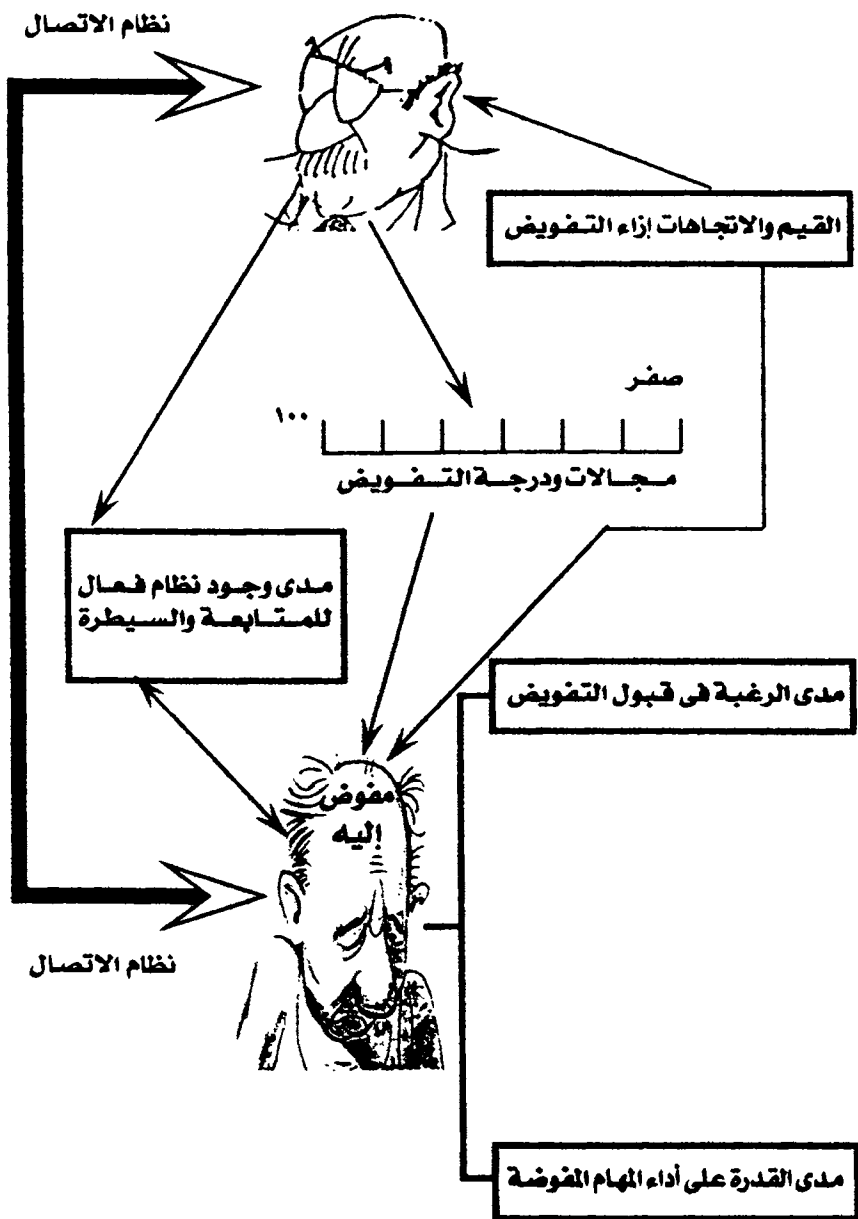 نظام الاتصال
القيم والاتجاهات إزاء التفويض
صفر
١٠٠
مجالات ودرجة التفويض
مدى وجود نظام فعال
للمتابعة والسيطرة
مدى الرغبة فى قبول التفويض
مفوض
إليه
نظام الاتصال
مدى القدرة على أداء المهام المفوضة